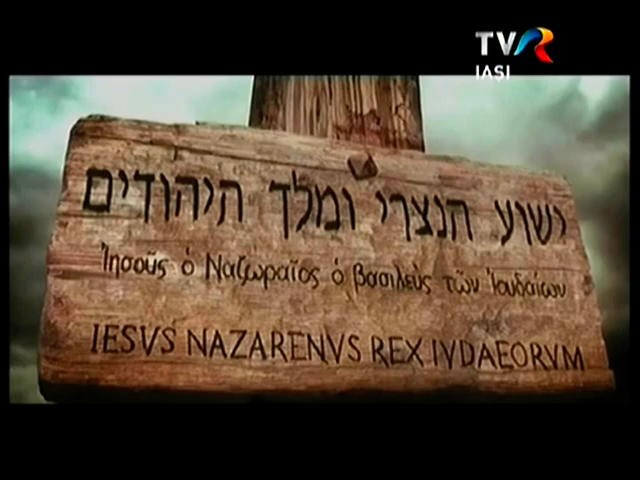 TVR
IAȘI
ישוע הנצרי ומלך היהודים
Ἰησοῦς ὁ Ναζωραῖος ὁ βασιλεὺς τῶν Ἰουδαίων
IESVS NAZARENVS REX IVDAEORVM